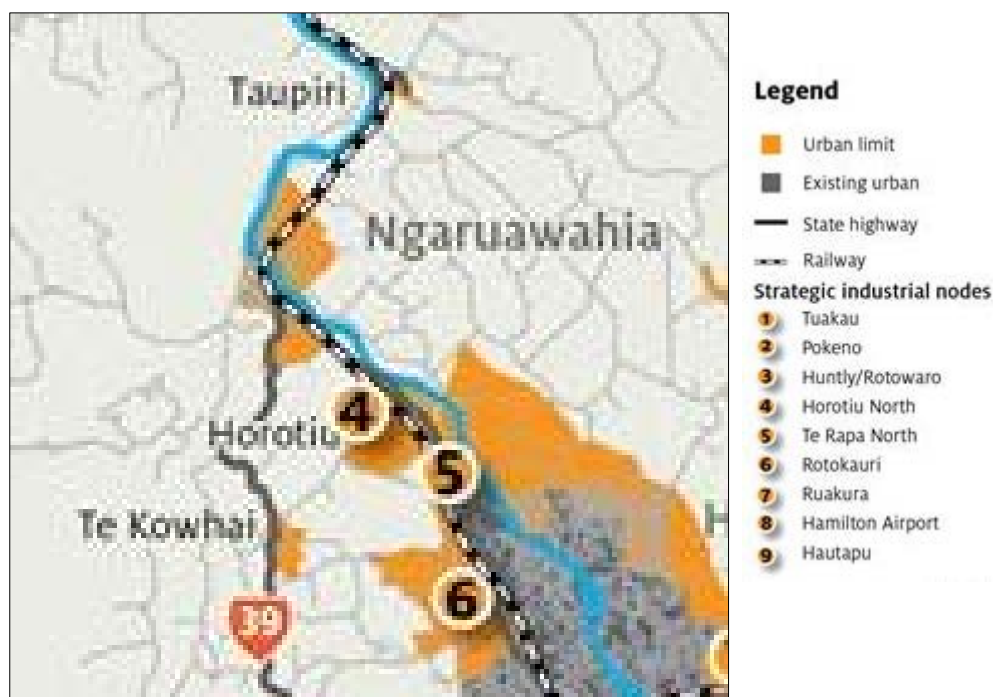 Taupiri
Ngaruawahia
4
Horotiu
5
Te Kowhai
H
6
39
Legend
Urban limit
Existing urban
State highway
Railway
Strategic industrial nodes
1 Tuakau
2 Pokeno
3 Huntly/Rotowaro
4 Horotiu North
5 Te Rapa North
6 Rotokauri
7 Ruakura
8 Hamilton Airport
9 Hautapu